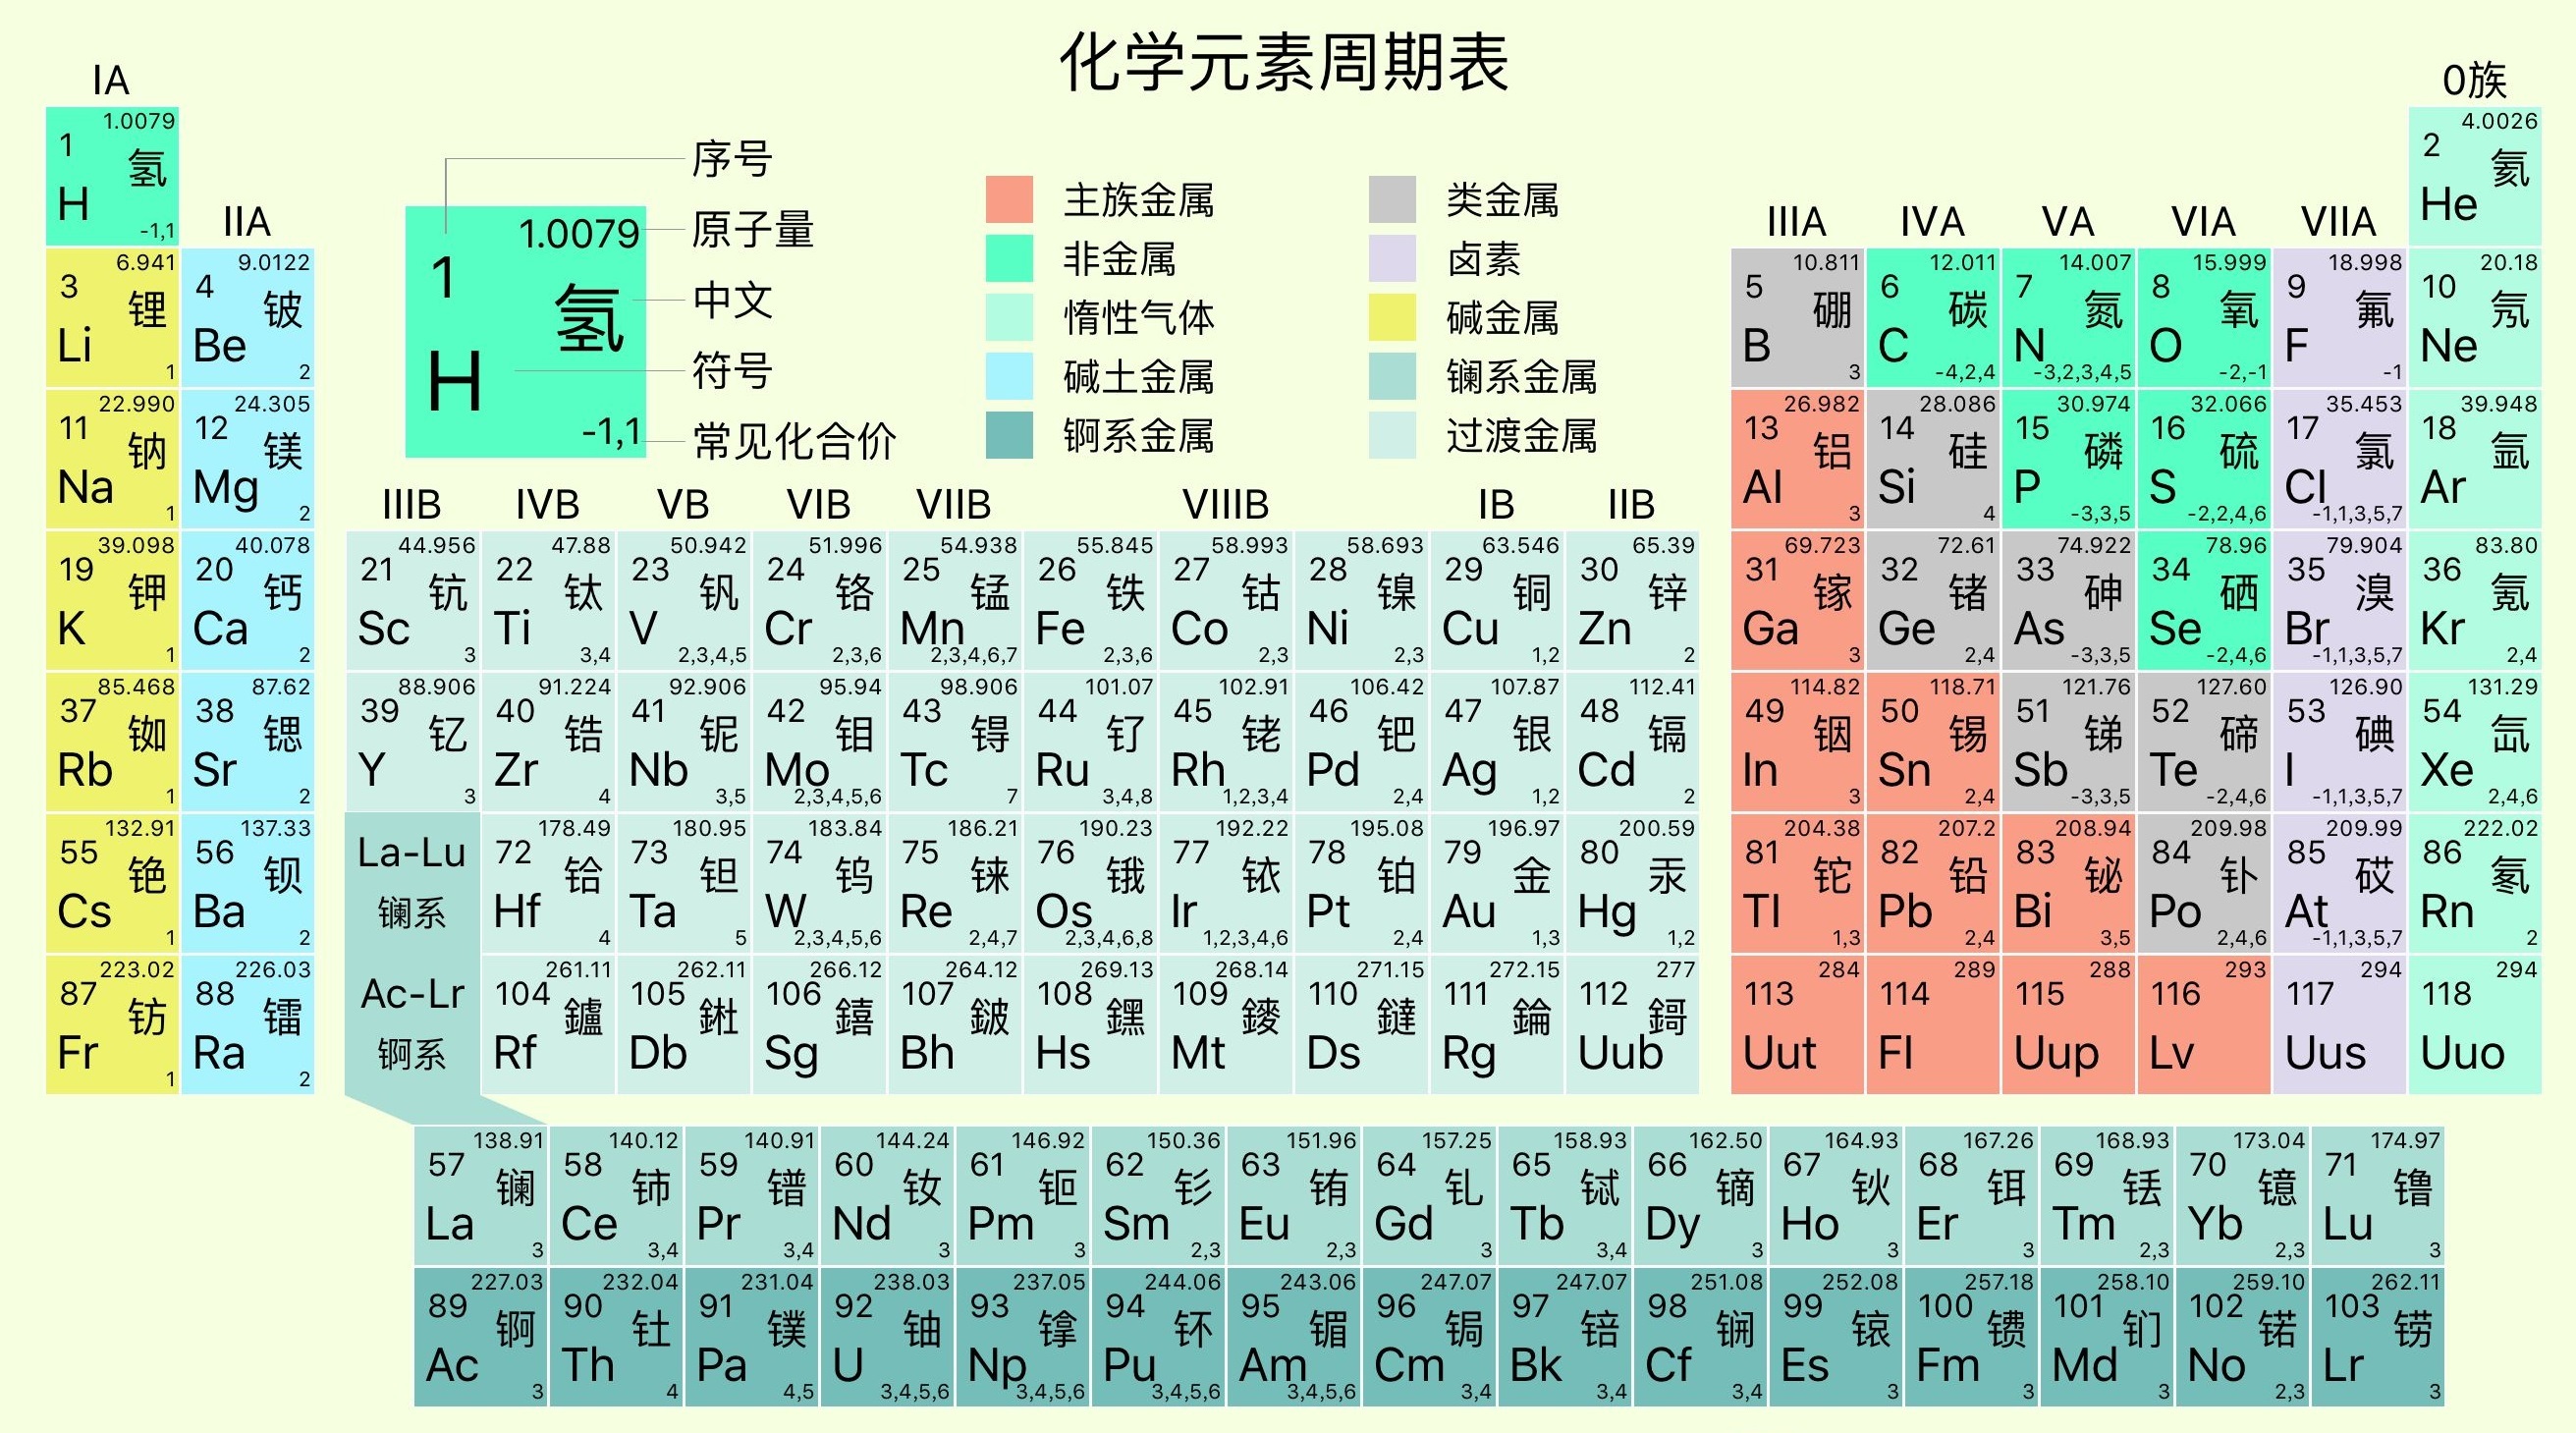 化学元素周期表
IA
0族
1.0079 1 氢 H -1,1
4.0026 2 氦 He
序号
原子量
中文
符号
常见化合价
1.0079
1 氢
H
-1,1
主族金属 类金属
非金属 卤素
惰性气体 碱金属
碱土金属 镧系金属
锕系金属 过渡金属
IIA IIIA IVA VA VIA VIIA
6.941 3 锂 Li 1
9.0122 4 铍 Be 2
10.811 5 硼 B 3
12.011 6 碳 C -4,2,4
14.007 7 氮 N -3,2,3,4,5
15.999 8 氧 O -2,-1
18.998 9 氟 F -1
20.18 10 氖 Ne
22.990 11 钠 Na 1
24.305 12 镁 Mg 2
26.982 13 铝 Al 3
28.086 14 硅 Si 4
30.974 15 磷 P -3,3,5
32.066 16 硫 S -2,2,4,6
35.453 17 氯 Cl -1,1,3,5,7
39.948 18 氩 Ar
IIIB IVB VB VIB VIIB VIIIB IB IIB
39.098 19 钾 K 1
40.078 20 钙 Ca 2
44.956 21 钪 Sc 3
47.88 22 钛 Ti 3,4
50.942 23 钒 V 2,3,4,5
51.996 24 铬 Cr 2,3,6
54.938 25 锰 Mn 2,3,4,6,7
55.845 26 铁 Fe 2,3,6
58.993 27 钴 Co 2,3
58.693 28 镍 Ni 2,3
63.546 29 铜 Cu 1,2
65.39 30 锌 Zn 2
69.723 31 镓 Ga 3
72.61 32 锗 Ge 2,4
74.922 33 砷 As -3,3,5
78.96 34 硒 Se -2,4,6
79.904 35 溴 Br -1,1,3,5,7
83.80 36 氪 Kr 2,4
85.468 37 铷 Rb 1
87.62 38 锶 Sr 2
88.906 39 钇 Y 3
91.224 40 锆 Zr 4
92.906 41 铌 Nb 3,5
95.94 42 钼 Mo 2,3,4,5,6
98.906 43 锝 Tc 7
101.07 44 钌 Ru 3,4,8
102.91 45 铑 Rh 1,2,3,4
106.42 46 钯 Pd 2,4
107.87 47 银 Ag 1,2
112.41 48 镉 Cd 2
114.82 49 铟 In 3
118.71 50 锡 Sn 2,4
121.76 51 锑 Sb -3,3,5
127.60 52 碲 Te -2,4,6
126.90 53 碘 I -1,1,3,5,7
131.29 54 氙 Xe 2,4,6
132.91 55 铯 Cs 1
137.33 56 钡 Ba 2
La-Lu
镧系
178.49 72 铪 Hf 4
180.95 73 钽 Ta 5
183.84 74 钨 W 2,3,4,5,6
186.21 75 铼 Re 2,4,7
190.23 76 锇 Os 2,3,4,6,8
192.22 77 铱 Ir 1,2,3,4,6
195.08 78 铂 Pt 2,4
196.97 79 金 Au 1,3
200.59 80 汞 Hg 1,2
204.38 81 铊 Tl 1,3
207.2 82 铅 Pb 2,4
208.94 83 铋 Bi 3,5
209.98 84 钋 Po 2,4,6
209.99 85 砹 At -1,1,3,5,7
222.02 86 氡 Rn 2
223.02 87 钫 Fr 1
226.03 88 镭 Ra 2
Ac-Lr
锕系
261.11 104 鑪 Rf
262.11 105 𨧀 Db
266.12 106 𨭎 Sg
264.12 107 𨨏 Bh
269.13 108 𨭆 Hs
268.14 109 䥑 Mt
271.15 110 鐽 Ds
272.15 111 錀 Rg
277 112 鎶 Uub
284 113 Uut
289 114 Fl
288 115 Uup
293 116 Lv
294 117 Uus
294 118 Uuo
138.91 57 镧 La 3
140.12 58 铈 Ce 3,4
140.91 59 镨 Pr 3,4
144.24 60 钕 Nd 3
146.92 61 钷 Pm 3
150.36 62 钐 Sm 2,3
151.96 63 铕 Eu 2,3
157.25 64 钆 Gd 3
158.93 65 铽 Tb 3,4
162.50 66 镝 Dy 3
164.93 67 钬 Ho 3
167.26 68 铒 Er 3
168.93 69 铥 Tm 2,3
173.04 70 镱 Yb 2,3
174.97 71 镥 Lu 3
227.03 89 锕 Ac 3
232.04 90 钍 Th 4
231.04 91 镤 Pa 4,5
238.03 92 铀 U 3,4,5,6
237.05 93 镎 Np 3,4,5,6
244.06 94 钚 Pu 3,4,5,6
243.06 95 镅 Am 3,4,5,6
247.07 96 锔 Cm 3,4
247.07 97 锫 Bk 3,4
251.08 98 锎 Cf 3,4
252.08 99 锿 Es 3
257.18 100 镄 Fm 3
258.10 101 钔 Md 3
259.10 102 锘 No 2,3
262.11 103 铹 Lr 3